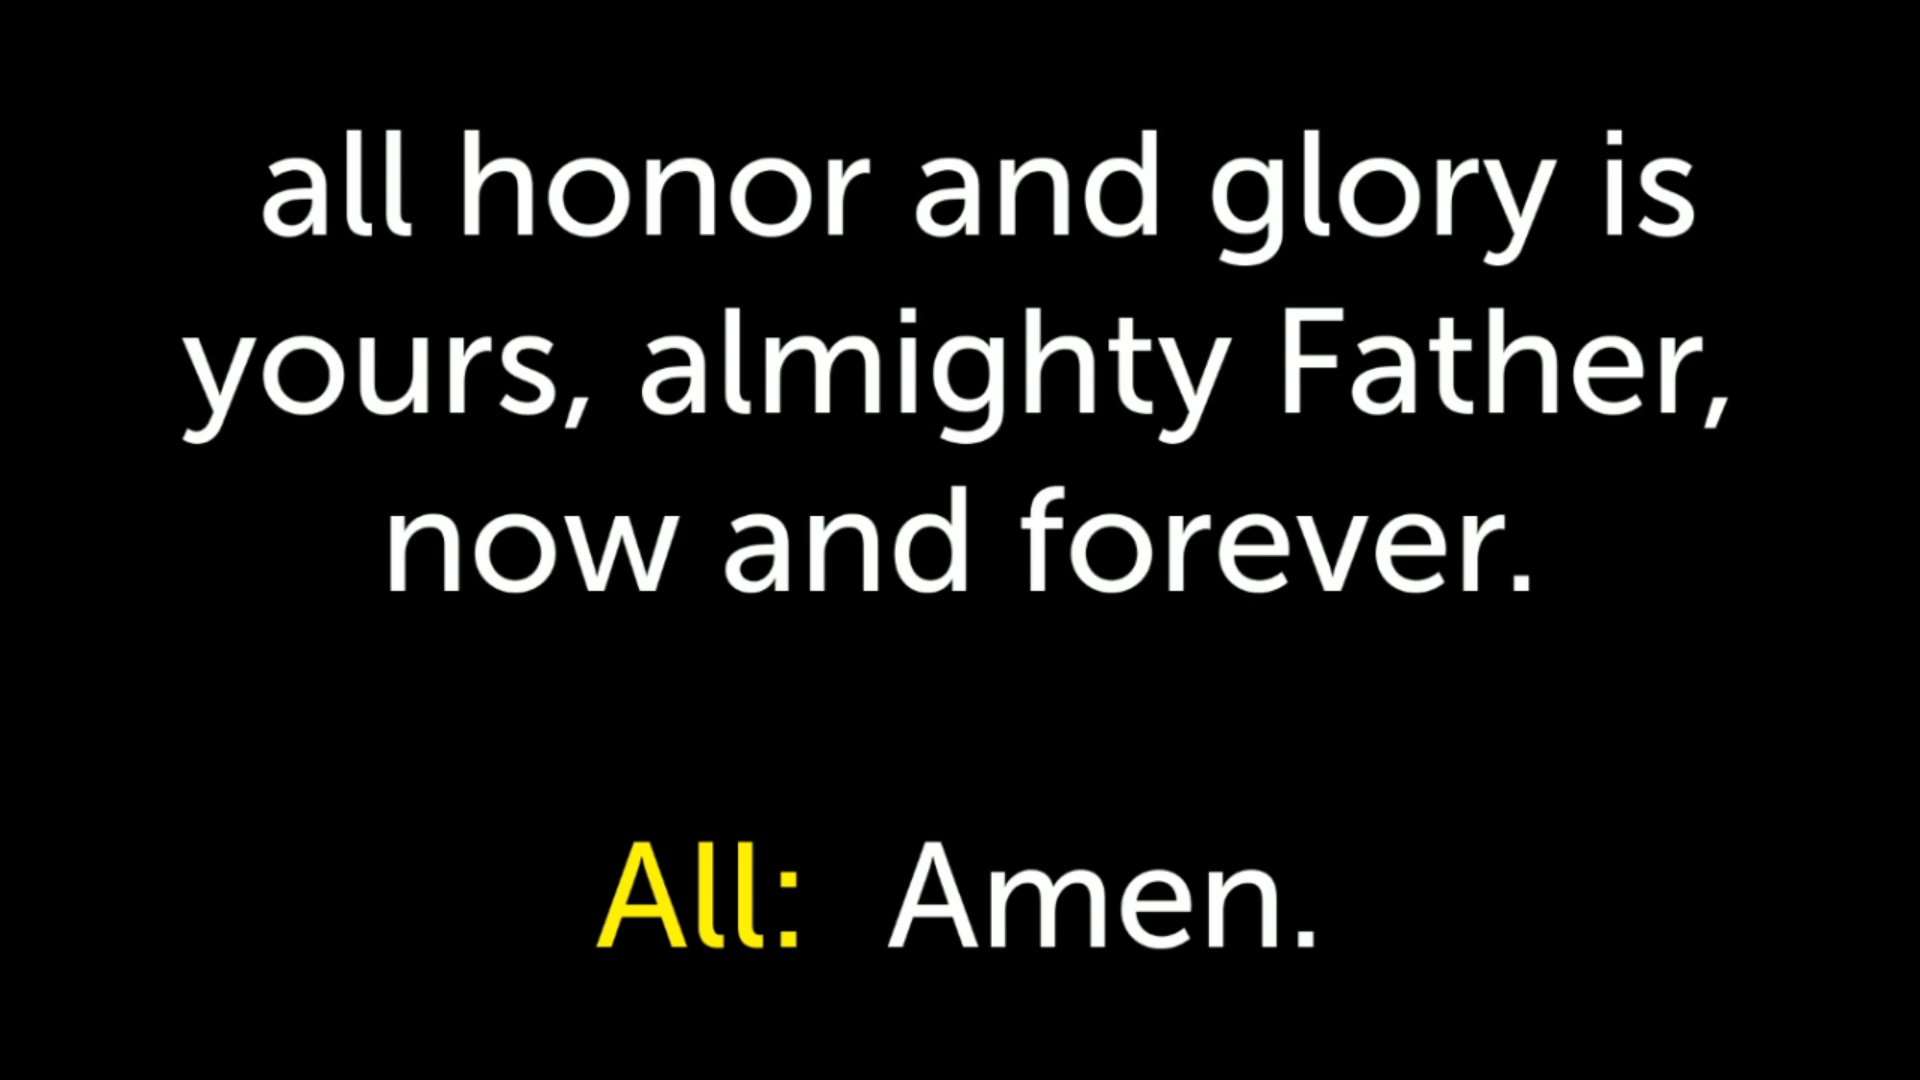 all honor and glory is
yours, almighty Father,
now and forever.
All: Amen.